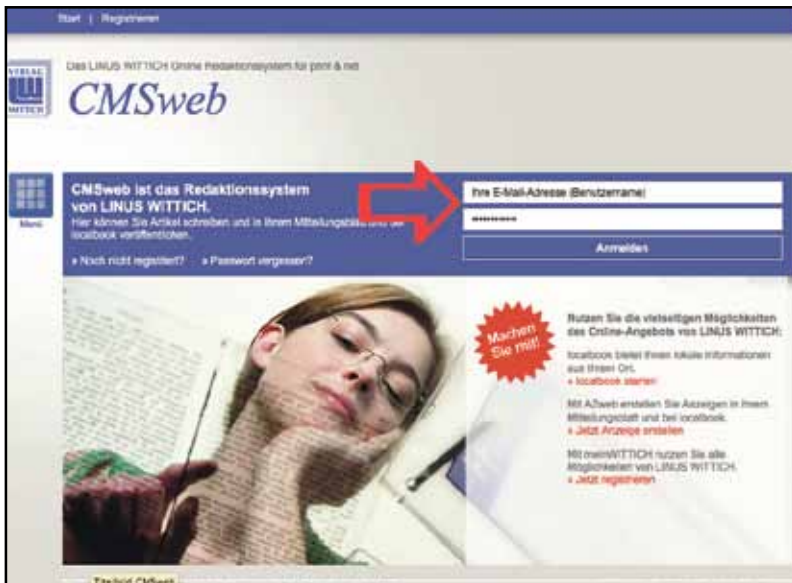 Start | Registrieren
VERLAG
WITTICH
Das LINUS WITTICH Online Redaktionssystem für print & net
CMSweb
Menü
CMSweb ist das Redaktionssystem
von LINUS WITTICH.
Hier können Sie Artikel schreiben und in Ihrem Mitteilungsblatt und bei
localbook veröffentlichen.
» Noch nicht registriert? » Passwort vergessen?
Ihre E-Mail-Adresse (Benutzername)
Anmelden
Machen
Sie mit!
Nutzen Sie die vielseitigen Möglichkeiten
des Online-Angebots von LINUS WITTICH:
localbook bietet Ihnen lokale Informationen
aus Ihrem Ort.
» localbook starten
Mit AZweb erstellen Sie Anzeigen in Ihrem
Mitteilungsblatt und bei localbook.
» Jetzt Anzeige erstellen
Mit meinWITTICH nutzen Sie alle
Möglichkeiten von LINUS WITTICH.
» Jetzt registrieren
Titelbild CMSweb